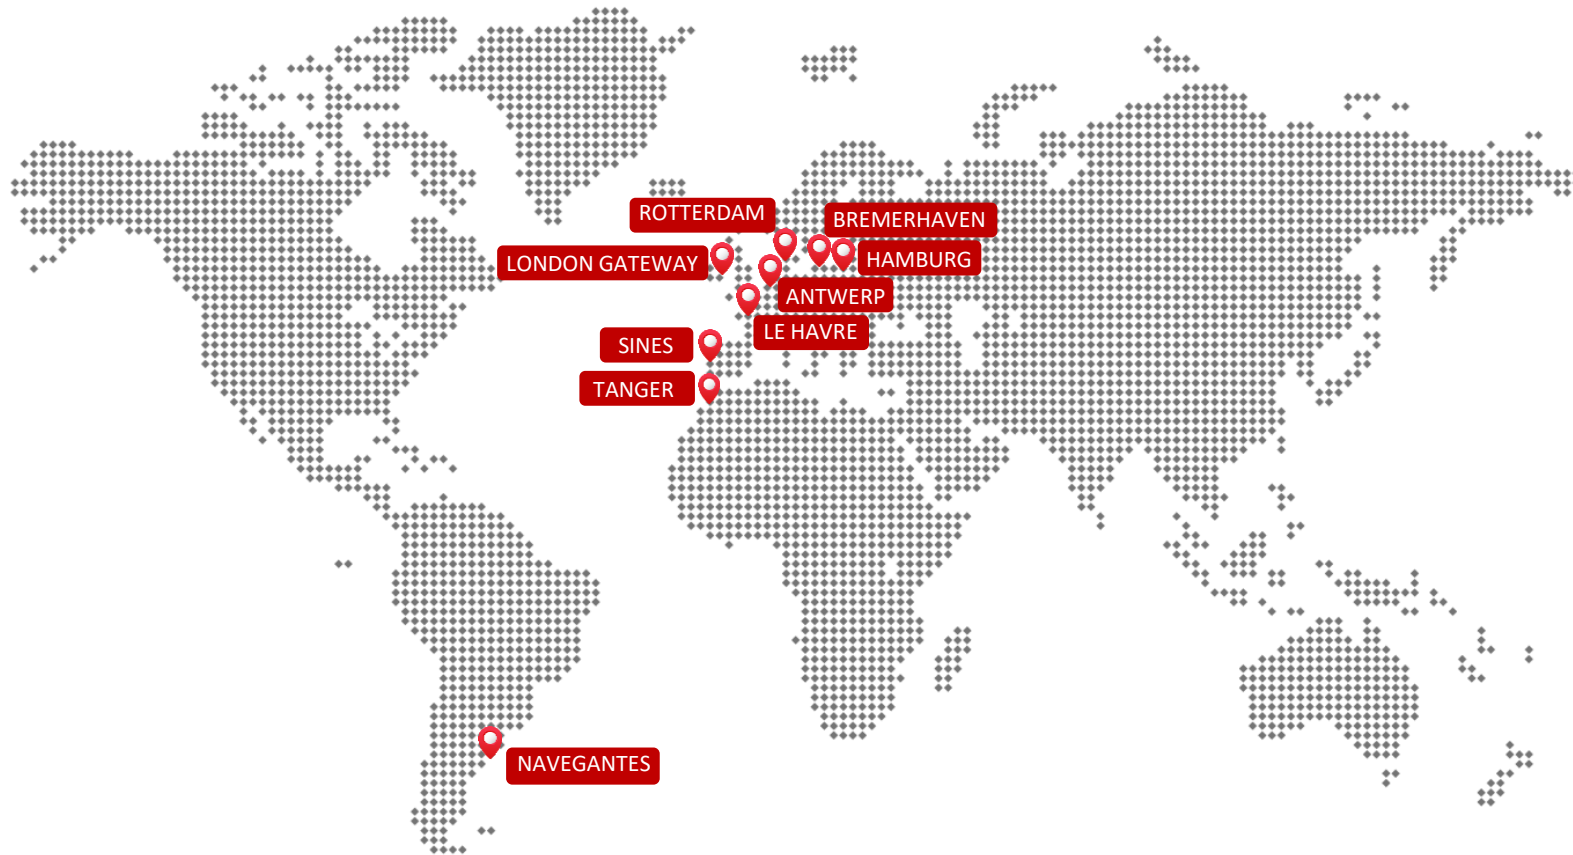 ROTTERDAM
BREMERHAVEN
LONDON GATEWAY
HAMBURG
ANTWERP
LE HAVRE
SINES
TANGER
NAVEGANTES